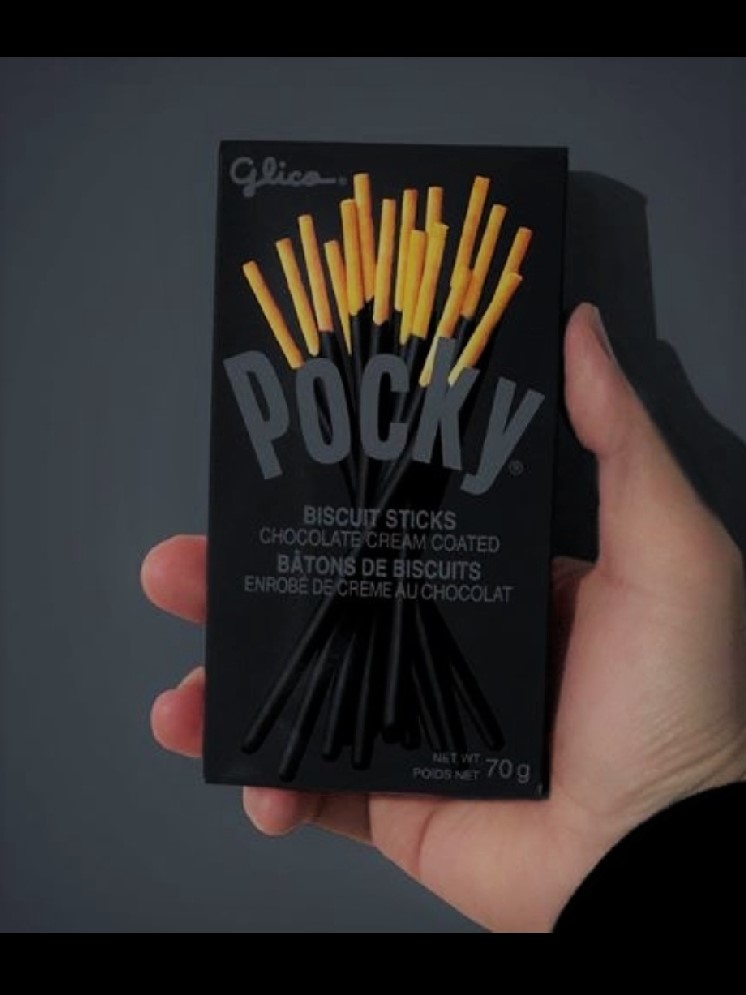 Glico®
POCKY®
BISCUIT STICKS
CHOCOLATE CREAM COATED
BÂTONS DE BISCUITS
ENROBÉ DE CREME AU CHOCOLAT
NET WT
POIDS NET 70 g